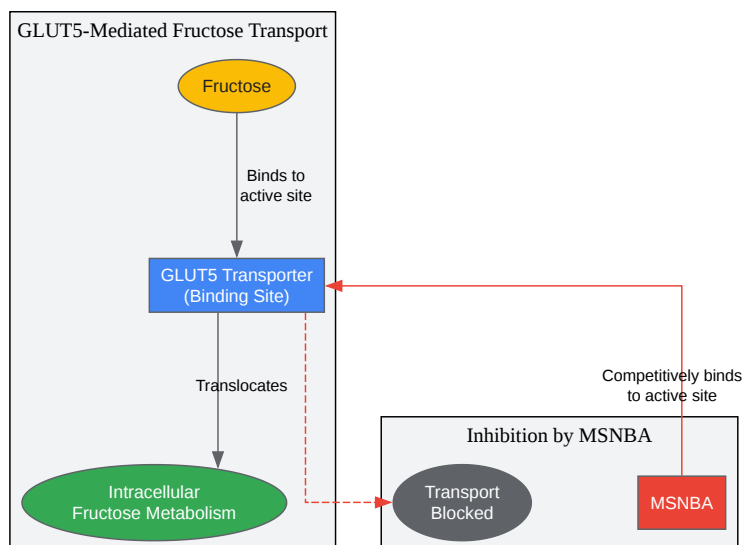 GLUT5-Mediated Fructose Transport
Fructose
Binds to
active site
GLUT5 Transporter
(Binding Site)
Translocates
Competitively binds
to active site
Inhibition by MSNBA
Intracellular
Fructose Metabolism
Transport
Blocked
MSNBA